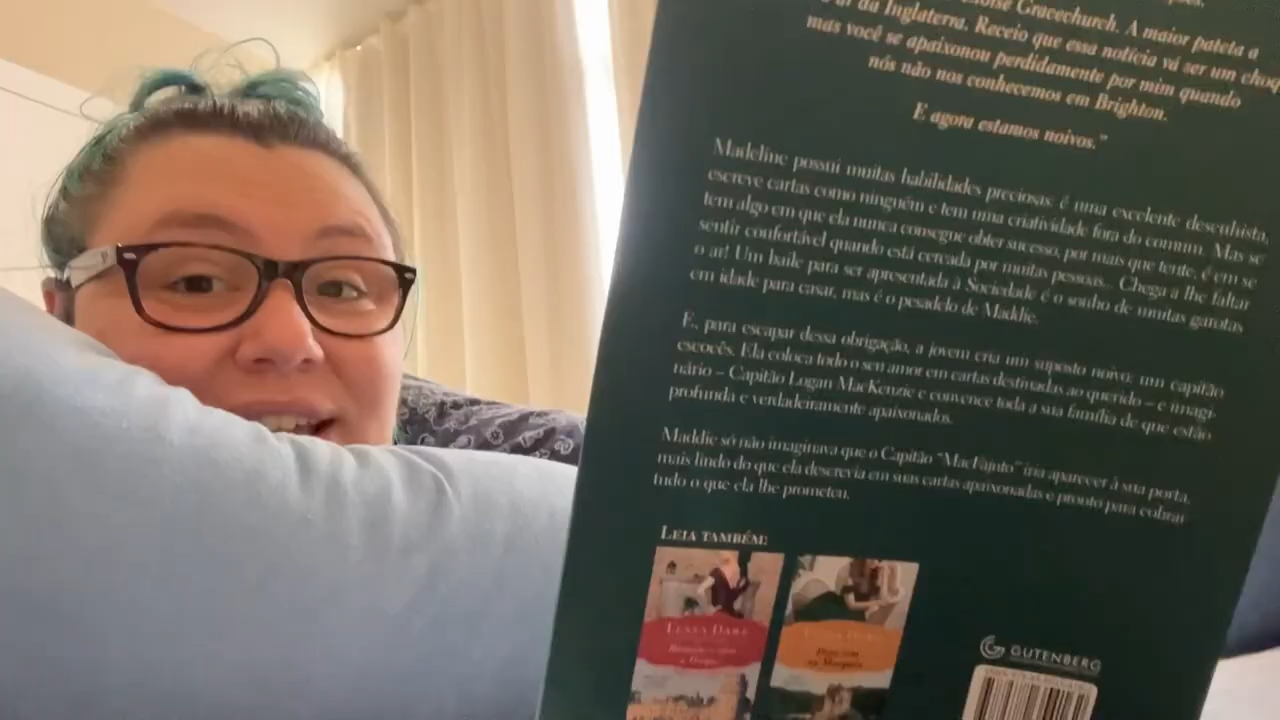 Gracechurch. A maior pateta a
da Inglaterra. Receio que essa notícia vá ser um choq
mas você se apaixonou perdidamente por mim quando
nós não nos conhecemos em Brighton.
E agora estamos noivos."
Madeline possui muitas habilidades preciosas: é uma excelente desenhista,
escreve cartas como ninguém e tem uma criatividade fora do comum. Mas se
tem algo em que ela nunca consegue obter sucesso, por mais que tente, é em se
sentir confortável quando está cercada por muitas pessoas... Chega a lhe faltar
o ar! Um baile para ser apresentada à Sociedade é o sonho de muitas garotas
em idade para casar, mas é o pesadelo de Maddie.
E, para escapar dessa obrigação, a jovem cria um suposto noivo: um capitão
escocês. Ela coloca todo o seu amor em cartas destinadas ao querido – e imagi-
nário – Capitão Logan MacKenzie e convence toda a sua família de que estão
profunda e verdadeiramente apaixonados.
Maddie só não imaginava que o Capitão "MacFajuto" iria aparecer à sua porta,
mais lindo do que ela descrevia em suas cartas apaixonadas e pronto para cobrar
tudo o que ela lhe prometeu.
LEIA TAMBÉM:
TESSA DARE
GUTENBERG